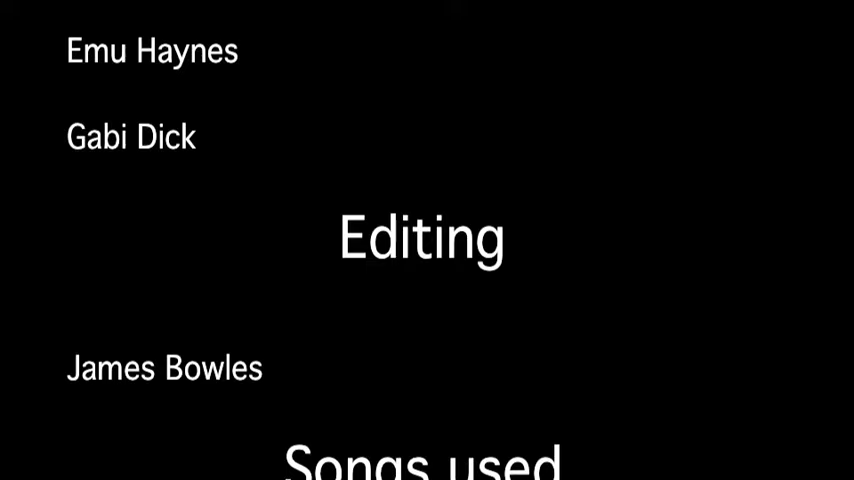 Emu Haynes
Gabi Dick
Editing
James Bowles
Songs used